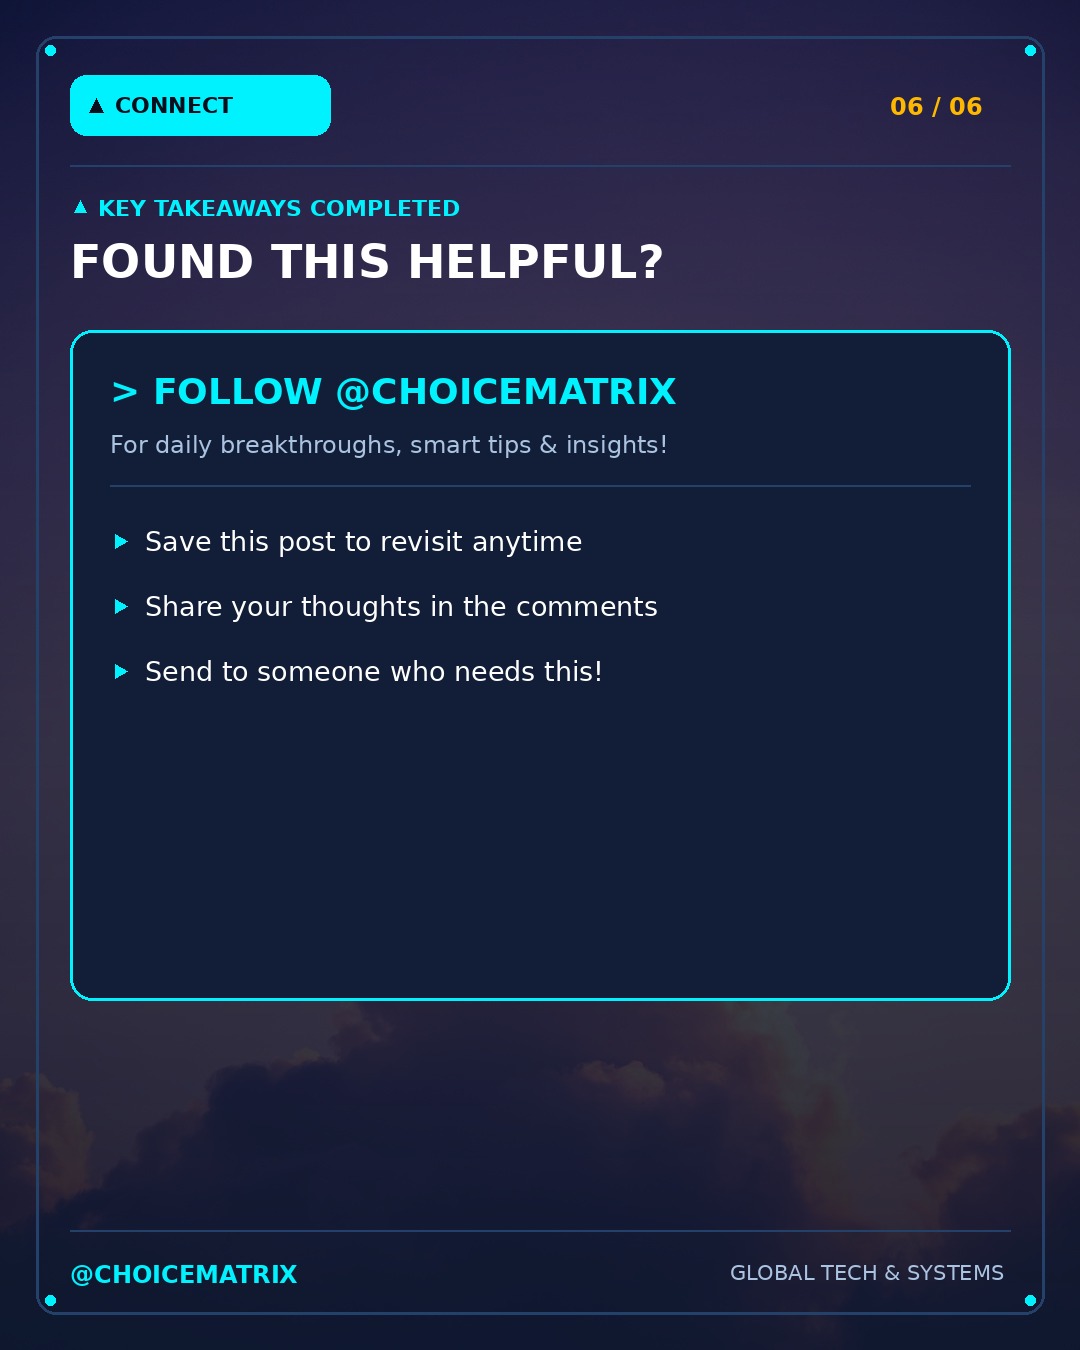 ▲ CONNECT
06 / 06
▲ KEY TAKEAWAYS COMPLETED
FOUND THIS HELPFUL?
> FOLLOW @CHOICEMATRIX
For daily breakthroughs, smart tips & insights!
► Save this post to revisit anytime
► Share your thoughts in the comments
► Send to someone who needs this!
@CHOICEMATRIX
GLOBAL TECH & SYSTEMS